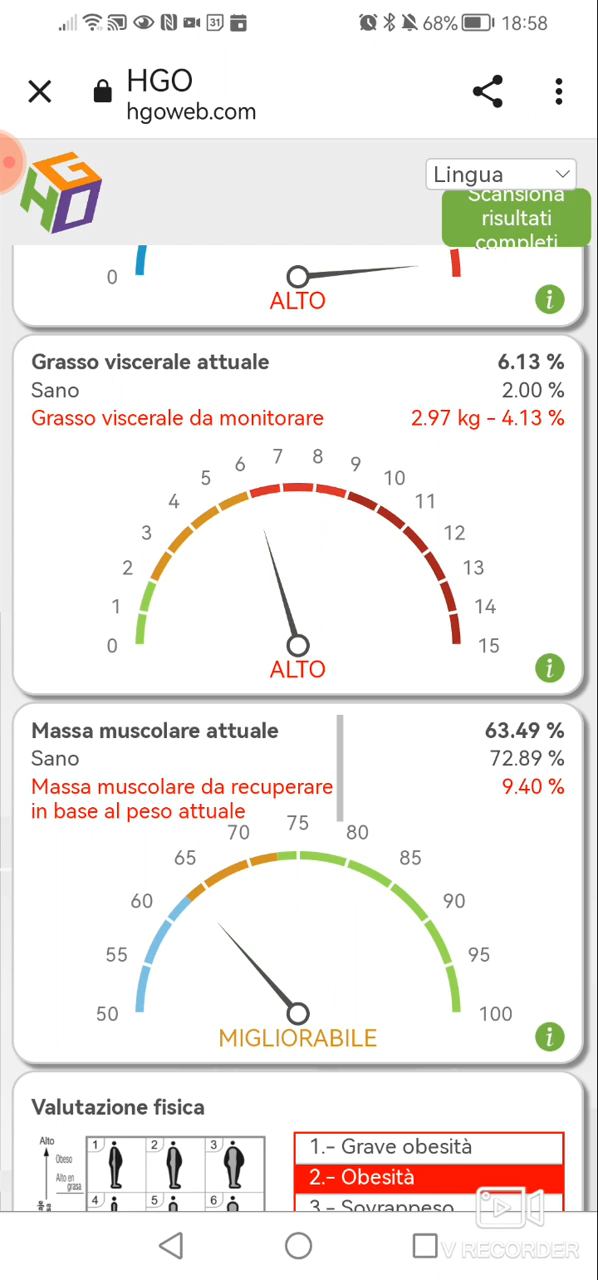 31 68% 18:58
HGO
hgoweb.com
HGO
Lingua
Scansiona
risultati
completi
0
ALTO
i
Grasso viscerale attuale 6.13 %
Sano 2.00 %
Grasso viscerale da monitorare 2.97 kg - 4.13 %
0 1 2 3 4 5 6 7 8 9 10 11 12 13 14 15
ALTO
i
Massa muscolare attuale 63.49 %
Sano 72.89 %
Massa muscolare da recuperare 9.40 %
in base al peso attuale
50 55 60 65 70 75 80 85 90 95 100
MIGLIORABILE
i
Valutazione fisica
Alto
Obeso
Alto en
grasa
1 2 3
4 5 6
1.- Grave obesità
2.- Obesità
3.- Sovrappeso
V RECORDER